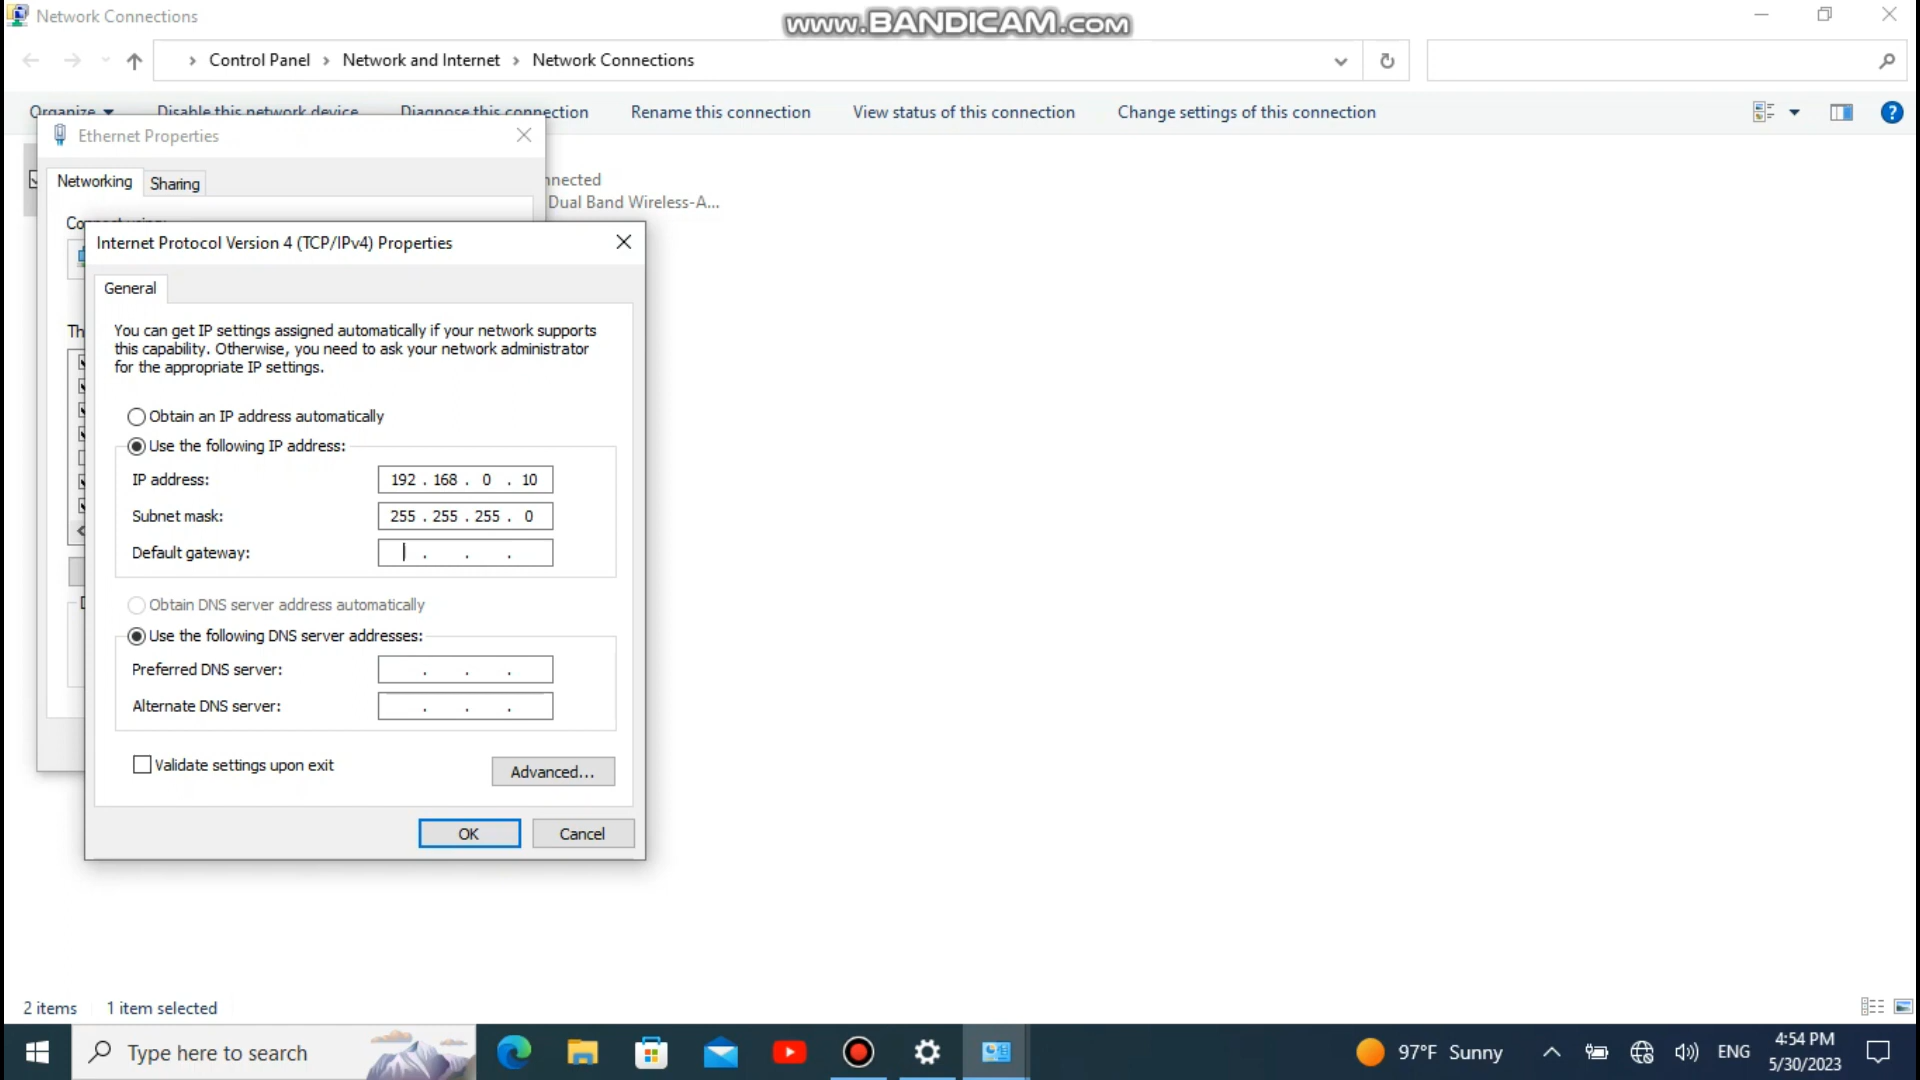 Network Connections
www.BANDICAM.com
Control Panel > Network and Internet > Network Connections
Organize
Disable this network device
Diagnose this connection
Rename this connection
View status of this connection
Change settings of this connection
Ethernet Properties
Networking
Sharing
nnected
Dual Band Wireless-A...
Connect using:
Internet Protocol Version 4 (TCP/IPv4) Properties
General
Th
You can get IP settings assigned automatically if your network supports
this capability. Otherwise, you need to ask your network administrator
for the appropriate IP settings.
Obtain an IP address automatically
Use the following IP address:
IP address: 192 . 168 . 0 . 10
Subnet mask: 255 . 255 . 255 . 0
Default gateway: . . .
Obtain DNS server address automatically
Use the following DNS server addresses:
Preferred DNS server: . . .
Alternate DNS server: . . .
Validate settings upon exit
Advanced...
OK
Cancel
2 items
1 item selected
Type here to search
97°F Sunny
ENG
4:54 PM
5/30/2023